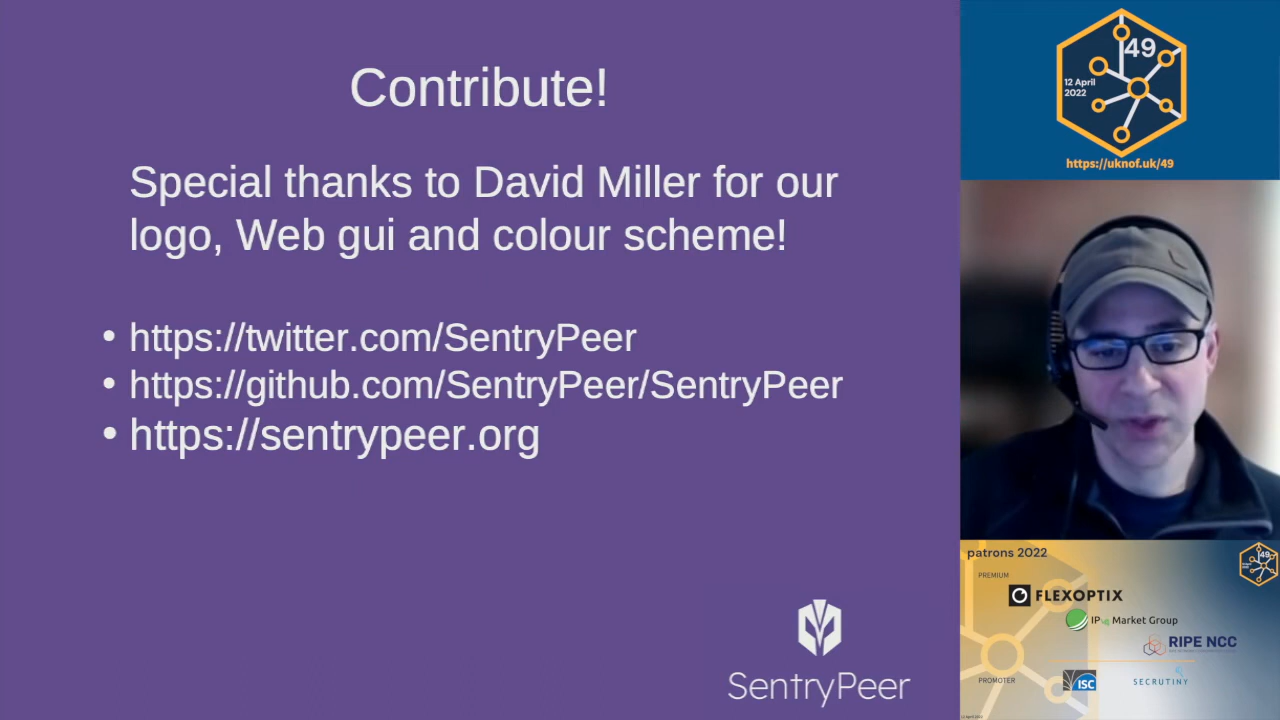 Contribute!
Special thanks to David Miller for our
logo, Web gui and colour scheme!
• https://twitter.com/SentryPeer
• https://github.com/SentryPeer/SentryPeer
• https://sentrypeer.org
SentryPeer
49
12 April
2022
https://uknof.uk/49
patrons 2022
49
PREMIUM
FLEXOPTIX
IP Market Group
RIPE NCC
PROMOTER
ISC
SECRUTINY